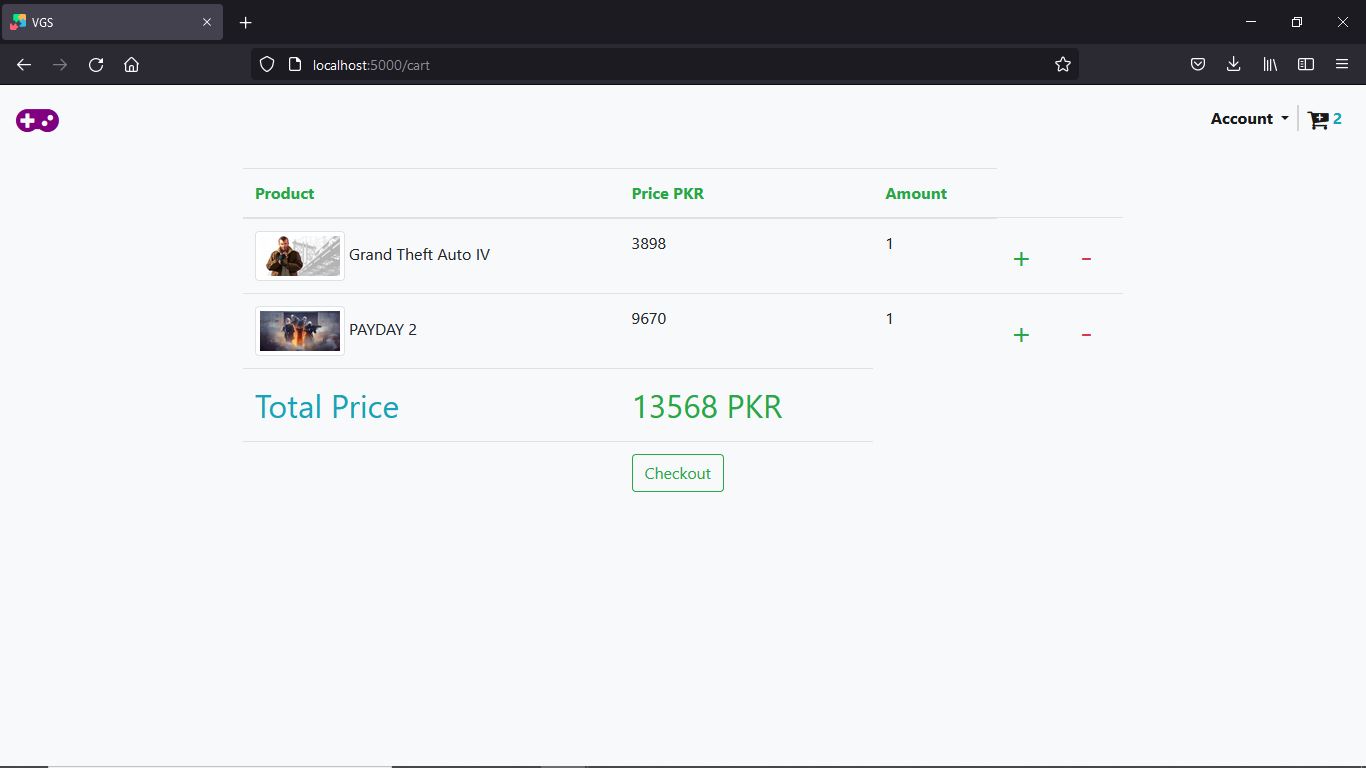 VGS
localhost:5000/cart
Account 2
Product Price PKR Amount
Grand Theft Auto IV 3898 1 + -
PAYDAY 2 9670 1 + -
Total Price 13568 PKR
Checkout